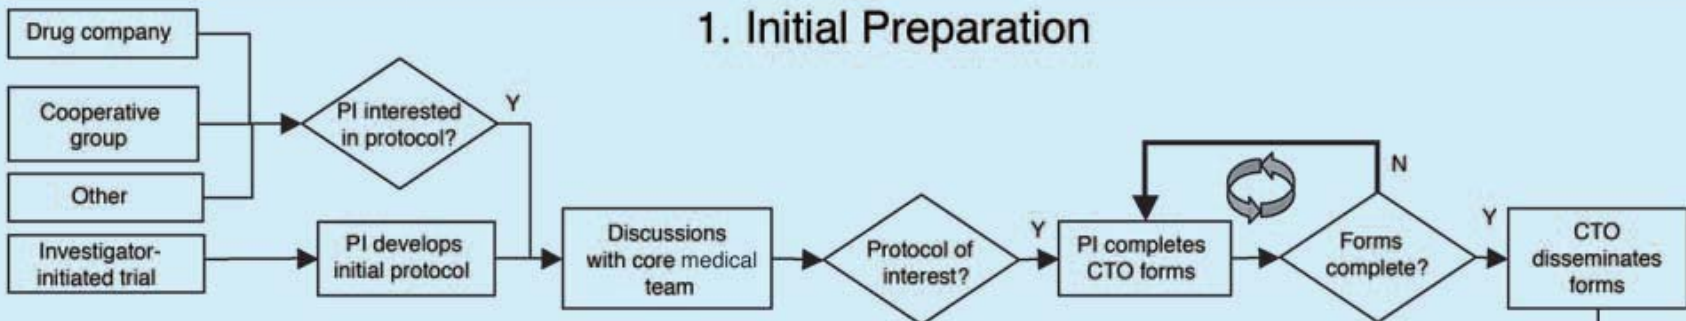 1. Initial Preparation
Drug company
Cooperative
group
Other
Investigator-
initiated trial
PI interested
in protocol?
Y
PI develops
initial protocol
Discussions
with core medical
team
Protocol of
interest?
Y
PI completes
CTO forms
N
Forms
complete?
Y
CTO
disseminates
forms